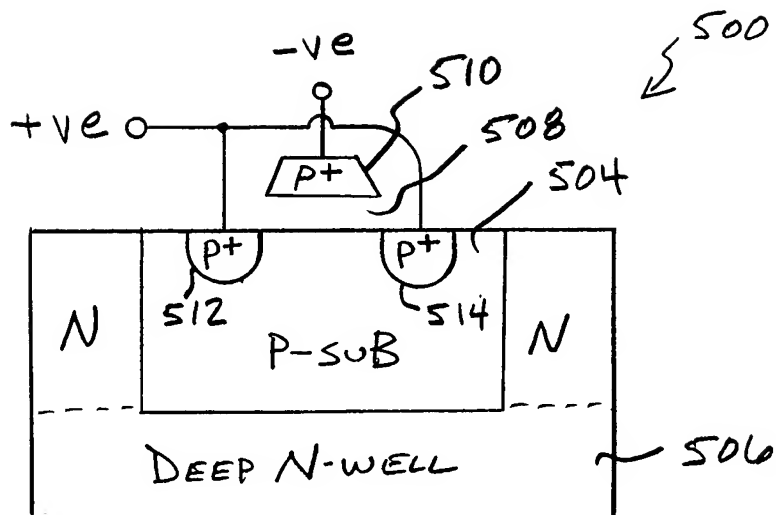 500
-ve
510
+ve
508
P+
504
P+
P+
512
514
N
P-SUB
N
DEEP N-WELL
506